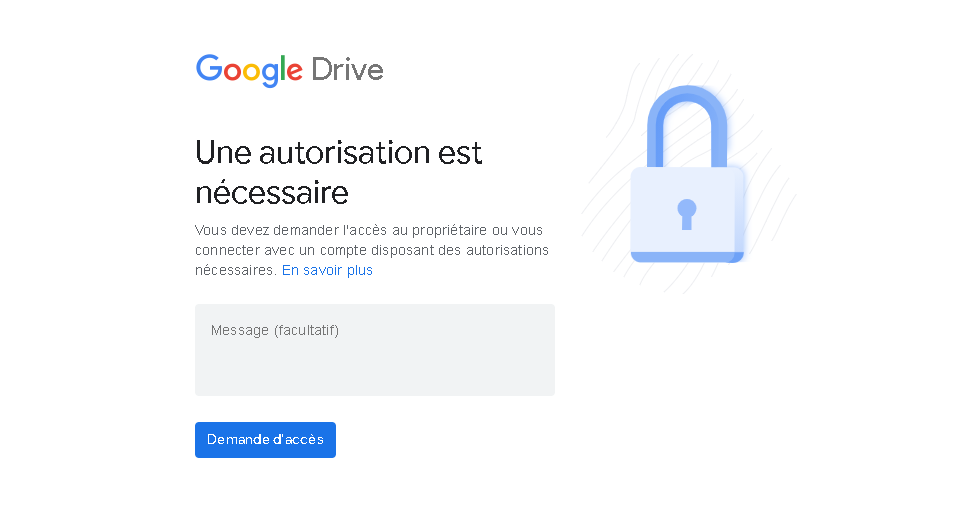 Google Drive
Une autorisation est
nécessaire
Vous devez demander l'accès au propriétaire ou vous
connecter avec un compte disposant des autorisations
nécessaires. En savoir plus
Message (facultatif)
Demande d'accès